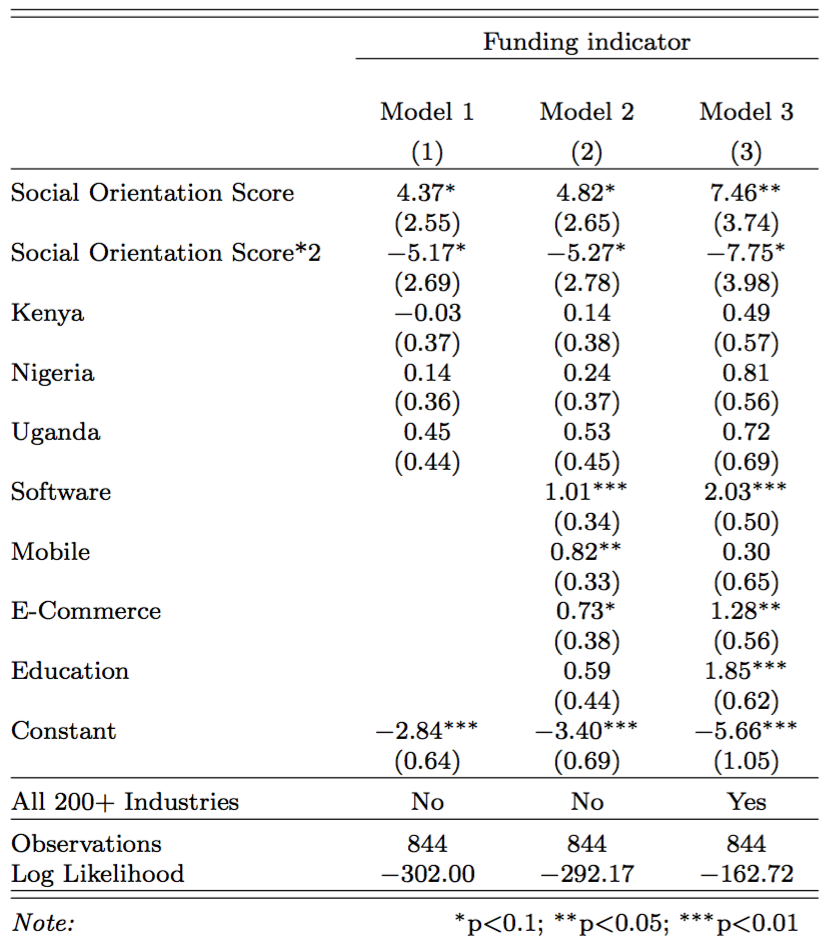 Funding indicator
Model 1 Model 2 Model 3
(1) (2) (3)
Social Orientation Score 4.37* 4.82* 7.46**
(2.55) (2.65) (3.74)
Social Orientation Score*2 −5.17* −5.27* −7.75*
(2.69) (2.78) (3.98)
Kenya −0.03 0.14 0.49
(0.37) (0.38) (0.57)
Nigeria 0.14 0.24 0.81
(0.36) (0.37) (0.56)
Uganda 0.45 0.53 0.72
(0.44) (0.45) (0.69)
Software 1.01*** 2.03***
(0.34) (0.50)
Mobile 0.82** 0.30
(0.33) (0.65)
E-Commerce 0.73* 1.28**
(0.38) (0.56)
Education 0.59 1.85***
(0.44) (0.62)
Constant −2.84*** −3.40*** −5.66***
(0.64) (0.69) (1.05)
All 200+ Industries No No Yes
Observations 844 844 844
Log Likelihood −302.00 −292.17 −162.72
Note: *p<0.1; **p<0.05; ***p<0.01